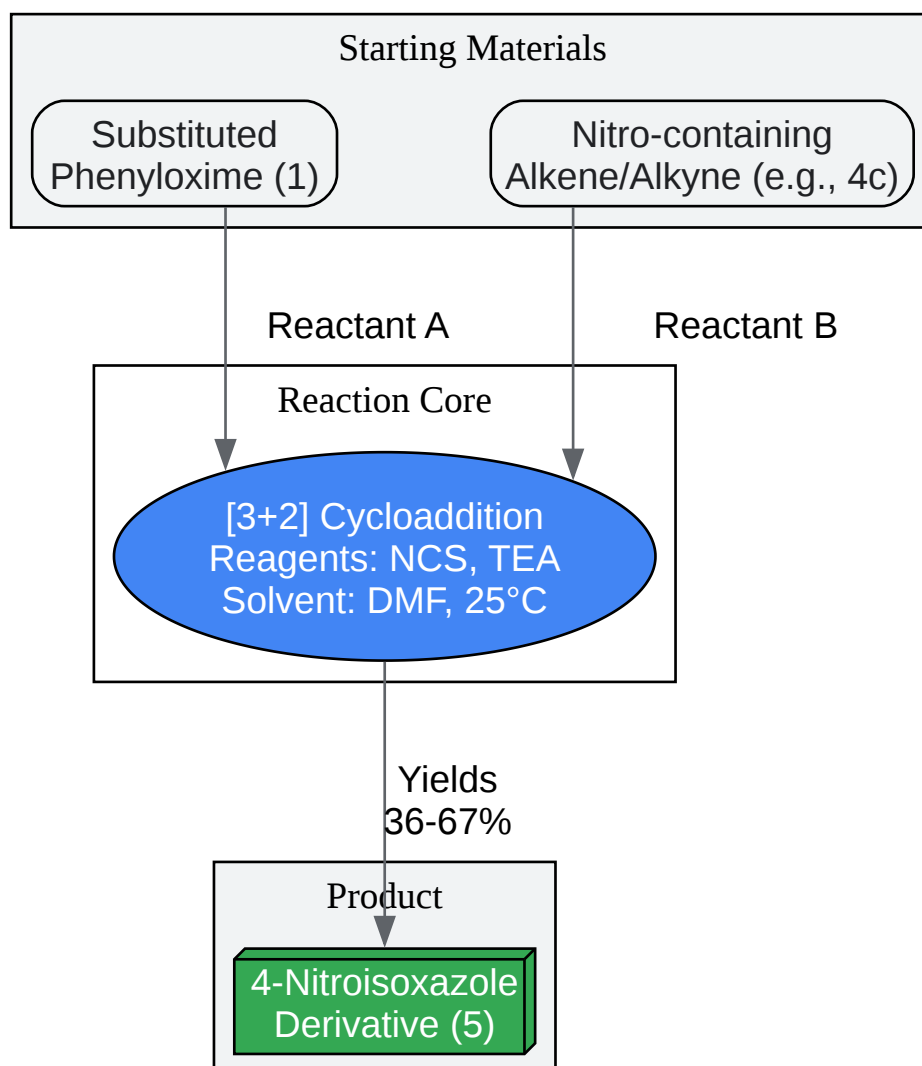 Starting Materials
Substituted
Phenyloxime (1)
Nitro-containing
Alkene/Alkyne (e.g., 4c)
Reactant A
Reactant B
Reaction Core
[3+2] Cycloaddition
Reagents: NCS, TEA
Solvent: DMF, 25°C
Yields
36-67%
Product
4-Nitroisoxazole
Derivative (5)